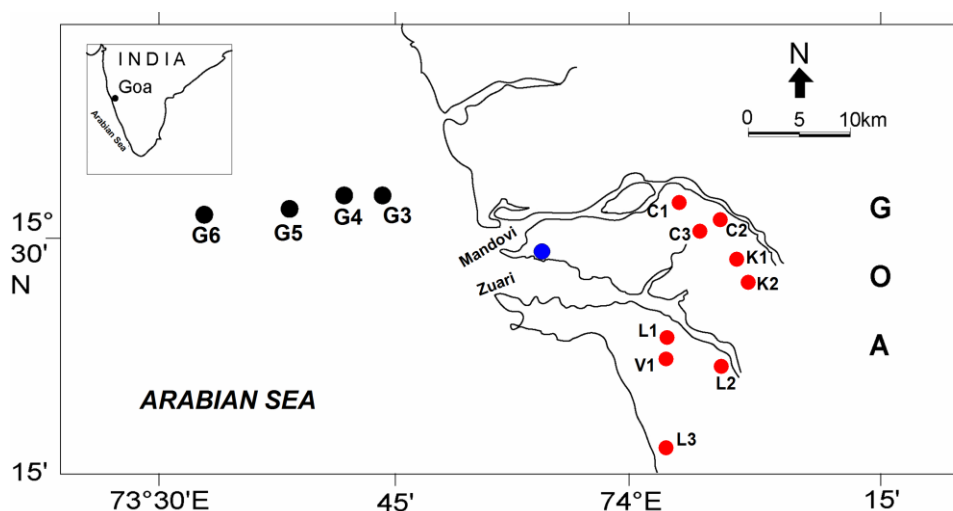 INDIA
Goa
Arabian Sea
N
0 5 10km
G6
G5
G4
G3
C1
C2
C3
K1
K2
G
O
A
15°
30'
N
Mandovi
Zuari
L1
V1
L2
L3
ARABIAN SEA
15'
73°30'E
45'
74°E
15'